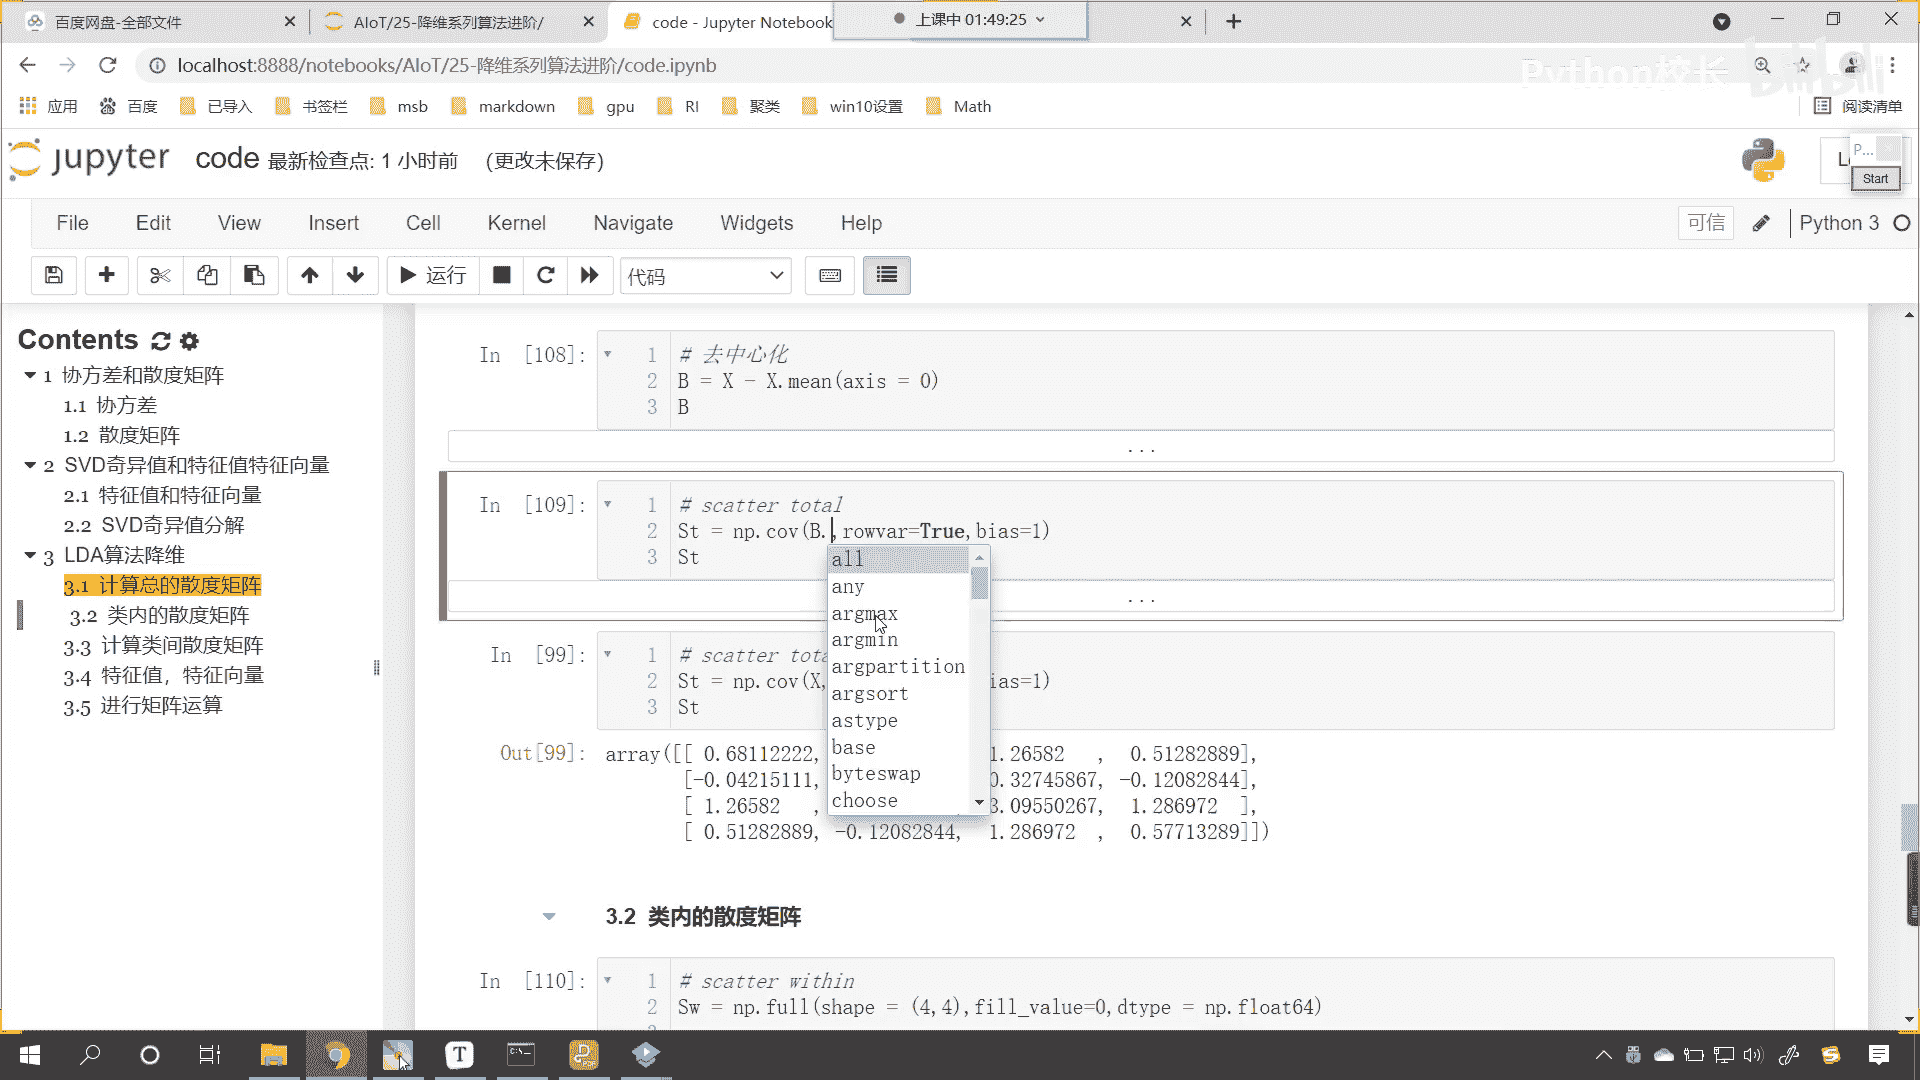 百度网盘-全部文件
AIoT/25-降维系列算法进阶/
code - Jupyter Notebook
上课中 01:49:25
localhost:8888/notebooks/AIoT/25-降维系列算法进阶/code.ipynb
Python校长
bilibili
应用 百度 已导入 书签栏 msb markdown gpu RI 聚类 win10设置 Math 阅读清单
jupyter code 最新检查点: 1 小时前 (更改未保存)
P...
Start
File Edit View Insert Cell Kernel Navigate Widgets Help 可信 Python 3
运行 代码
Contents
1 协方差和散度矩阵
1.1 协方差
1.2 散度矩阵
2 SVD奇异值和特征值特征向量
2.1 特征值和特征向量
2.2 SVD奇异值分解
3 LDA算法降维
3.1 计算总的散度矩阵
3.2 类内的散度矩阵
3.3 计算类间散度矩阵
3.4 特征值，特征向量
3.5 进行矩阵运算
In [108]: 1 # 去中心化
2 B = X - X.mean(axis = 0)
3 B
...
In [109]: 1 # scatter total
2 St = np.cov(B.,rowvar=True,bias=1)
3 St
...
all
any
argmax
argmin
argpartition
argsort
astype
base
byteswap
choose
In [99]: 1 # scatter tota
2 St = np.cov(X, ias=1)
3 St
Out[99]: array([[ 0.68112222, 1.26582 , 0.51282889],
[-0.04215111, 0.32745867, -0.12082844],
[ 1.26582 , 3.09550267, 1.286972 ],
[ 0.51282889, -0.12082844, 1.286972 , 0.57713289]])
3.2 类内的散度矩阵
In [110]: 1 # scatter within
2 Sw = np.full(shape = (4,4),fill_value=0,dtype = np.float64)